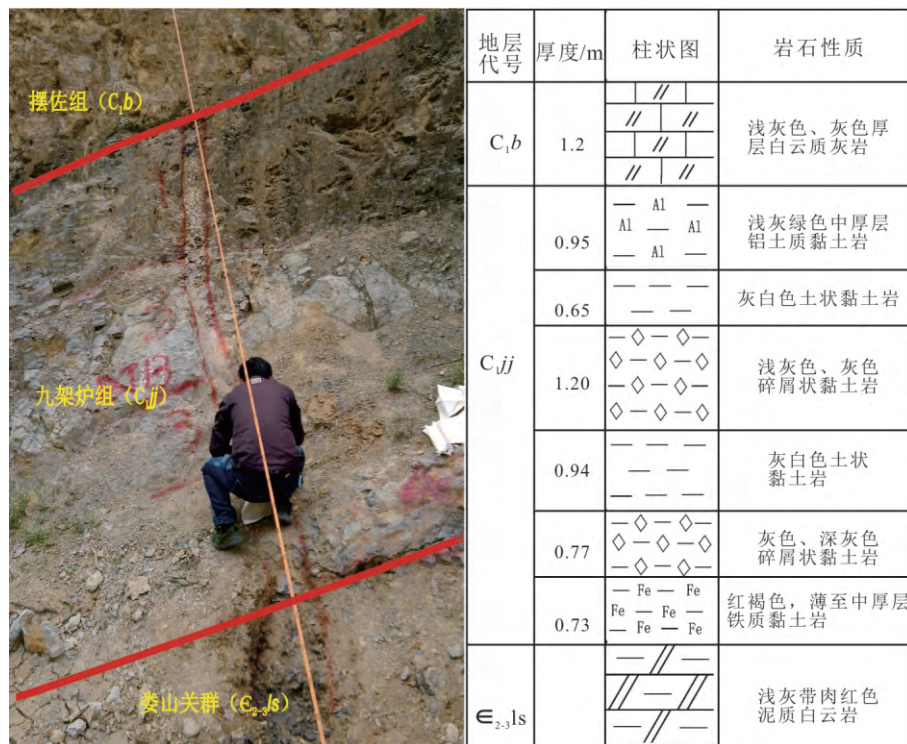 摆佐组（C₁b）
九架炉组（C₁jj）
娄山关群（Є₂₋₃ls）
地层代号 厚度/m 柱状图 岩石性质
C₁b 1.2 浅灰色、灰色厚层白云质灰岩
C₁jj
0.95 Al Al Al Al 浅灰绿色中厚层铝土质黏土岩
0.65 灰白色土状黏土岩
1.20 浅灰色、灰色碎屑状黏土岩
0.94 灰白色土状黏土岩
0.77 灰色、深灰色碎屑状黏土岩
0.73 Fe Fe Fe Fe Fe Fe 红褐色，薄至中厚层铁质黏土岩
Є₂₋₃ls 浅灰带肉红色泥质白云岩